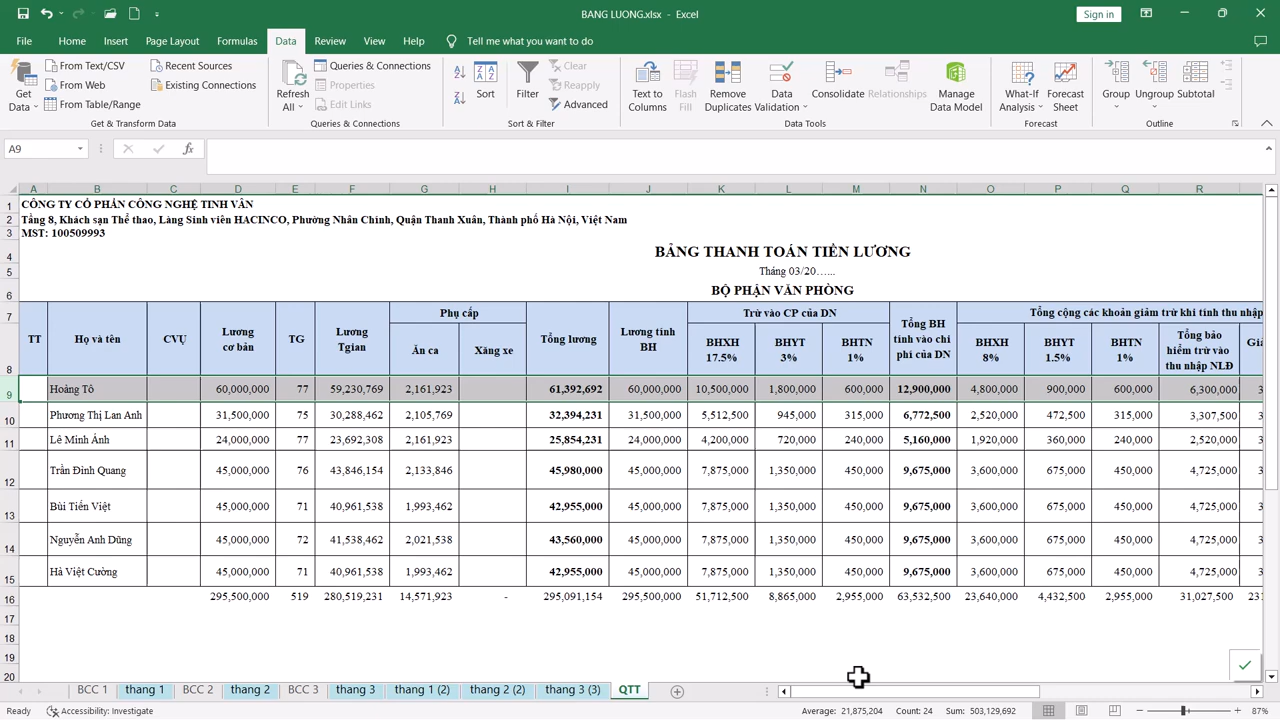 BANG LUONG.xlsx - Excel
Sign in
File Home Insert Page Layout Formulas Data Review View Help Tell me what you want to do
From Text/CSV Recent Sources Queries & Connections Clear
From Web Existing Connections Properties Reapply
From Table/Range Edit Links Advanced
Get Data Refresh All Sort Filter Text to Columns Flash Fill Remove Duplicates Data Validation Consolidate Relationships Manage Data Model What-If Analysis Forecast Sheet Group Ungroup Subtotal
Get & Transform Data Queries & Connections Sort & Filter Data Tools Forecast Outline
A9 fx
A B C D E F G H I J K L M N O P Q R
1 CÔNG TY CỔ PHẦN CÔNG NGHỆ TINH VÂN
2 Tầng 8, Khách sạn Thể thao, Làng Sinh viên HACINCO, Phường Nhân Chính, Quận Thanh Xuân, Thành phố Hà Nội, Việt Nam
3 MST: 100509993
4 BẢNG THANH TOÁN TIỀN LƯƠNG
5 Tháng 03/20…...
6 BỘ PHẬN VĂN PHÒNG
7 Phụ cấp Trừ vào CP của DN Tổng cộng các khoản giảm trừ khi tính thu nhập
8 TT Họ và tên CVỤ Lương cơ bản TG Lương Tgian Ăn ca Xăng xe Tổng lương Lương tính BH BHXH 17.5% BHYT 3% BHTN 1% Tổng BH tính vào chi phí của DN BHXH 8% BHYT 1.5% BHTN 1% Tổng bảo hiểm trừ vào thu nhập NLĐ
9 Hoàng Tô 60,000,000 77 59,230,769 2,161,923 61,392,692 60,000,000 10,500,000 1,800,000 600,000 12,900,000 4,800,000 900,000 600,000 6,300,000
10 Phương Thị Lan Anh 31,500,000 75 30,288,462 2,105,769 32,394,231 31,500,000 5,512,500 945,000 315,000 6,772,500 2,520,000 472,500 315,000 3,307,500
11 Lê Minh Ảnh 24,000,000 77 23,692,308 2,161,923 25,854,231 24,000,000 4,200,000 720,000 240,000 5,160,000 1,920,000 360,000 240,000 2,520,000
12 Trần Đình Quang 45,000,000 76 43,846,154 2,133,846 45,980,000 45,000,000 7,875,000 1,350,000 450,000 9,675,000 3,600,000 675,000 450,000 4,725,000
13 Bùi Tiến Việt 45,000,000 71 40,961,538 1,993,462 42,955,000 45,000,000 7,875,000 1,350,000 450,000 9,675,000 3,600,000 675,000 450,000 4,725,000
14 Nguyễn Anh Dũng 45,000,000 72 41,538,462 2,021,538 43,560,000 45,000,000 7,875,000 1,350,000 450,000 9,675,000 3,600,000 675,000 450,000 4,725,000
15 Hà Việt Cường 45,000,000 71 40,961,538 1,993,462 42,955,000 45,000,000 7,875,000 1,350,000 450,000 9,675,000 3,600,000 675,000 450,000 4,725,000
16 295,500,000 519 280,519,231 14,571,923 - 295,091,154 295,500,000 51,712,500 8,865,000 2,955,000 63,532,500 23,640,000 4,432,500 2,955,000 31,027,500
17
18
19
20
BCC 1 thang 1 BCC 2 thang 2 BCC 3 thang 3 thang 1 (2) thang 2 (2) thang 3 (3) QTT
Ready Accessibility: Investigate Average: 21,875,204 Count: 24 Sum: 503,129,692 87%